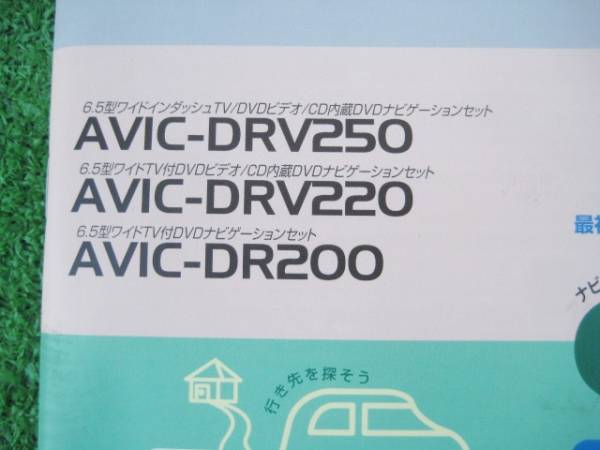 6.5型ワイドインダッシュTV/DVDビデオ/CD内蔵DVDナビゲーションセット
AVIC-DRV250
6.5型ワイドTV付DVDビデオ/CD内蔵DVDナビゲーションセット
AVIC-DRV220
6.5型ワイドTV付DVDナビゲーションセット
AVIC-DR200
最初
ナビ
行き先を探そう